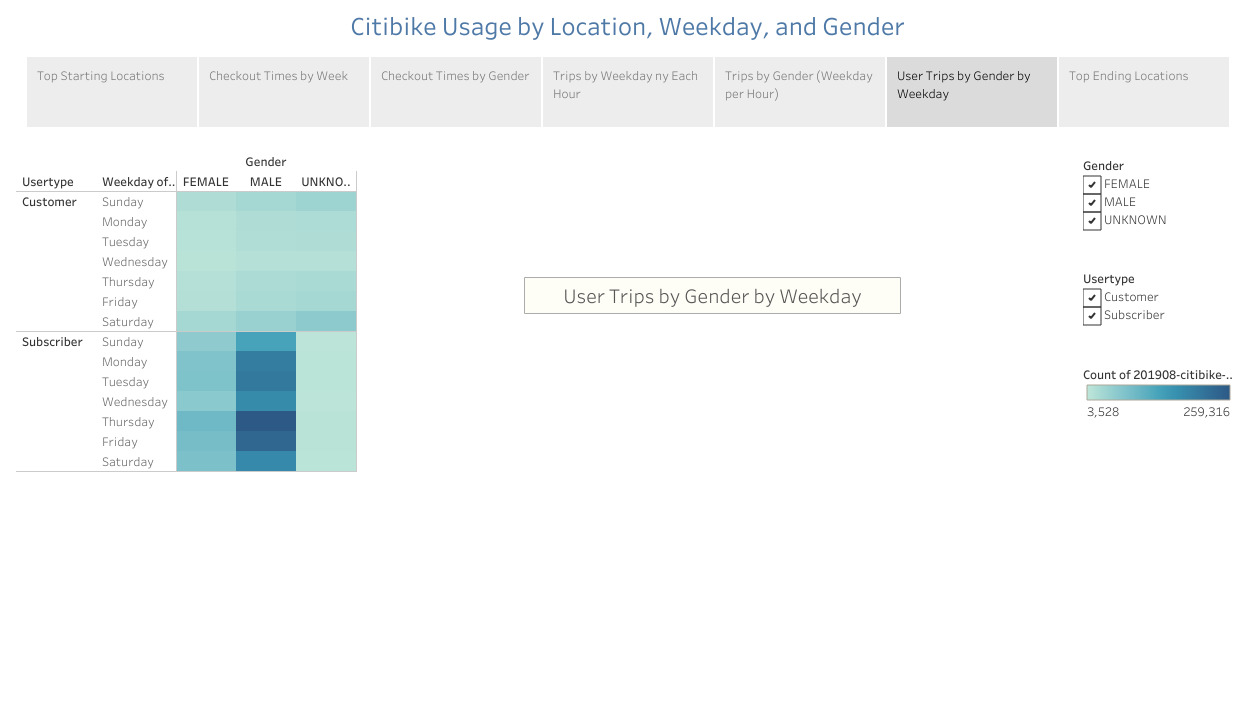 Citibike Usage by Location, Weekday, and Gender
Top Starting Locations
Checkout Times by Week
Checkout Times by Gender
Trips by Weekday ny Each
Hour
Trips by Gender (Weekday
per Hour)
User Trips by Gender by
Weekday
Top Ending Locations
Gender
Usertype Weekday of.. FEMALE MALE UNKNO..
Customer Sunday
Monday
Tuesday
Wednesday
Thursday
Friday
Saturday
Subscriber Sunday
Monday
Tuesday
Wednesday
Thursday
Friday
Saturday
User Trips by Gender by Weekday
Gender
FEMALE
MALE
UNKNOWN
Usertype
Customer
Subscriber
Count of 201908-citibike-..
3,528 259,316